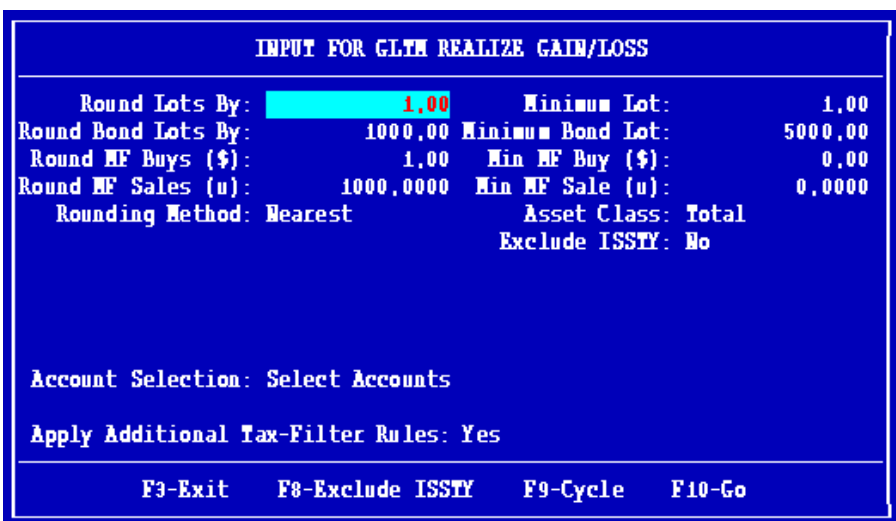 INPUT FOR GLTM REALIZE GAIN/LOSS
Round Lots By: 1.00 Minimum Lot: 1.00
Round Bond Lots By: 1000.00 Minimum Bond Lot: 5000.00
Round MF Buys ($): 1.00 Min MF Buy ($): 0.00
Round MF Sales (u): 1000.0000 Min MF Sale (u): 0.0000
Rounding Method: Nearest Asset Class: Total
Exclude ISSTY: No
Account Selection: Select Accounts
Apply Additional Tax-Filter Rules: Yes
F3-Exit F8-Exclude ISSTY F9-Cycle F10-Go